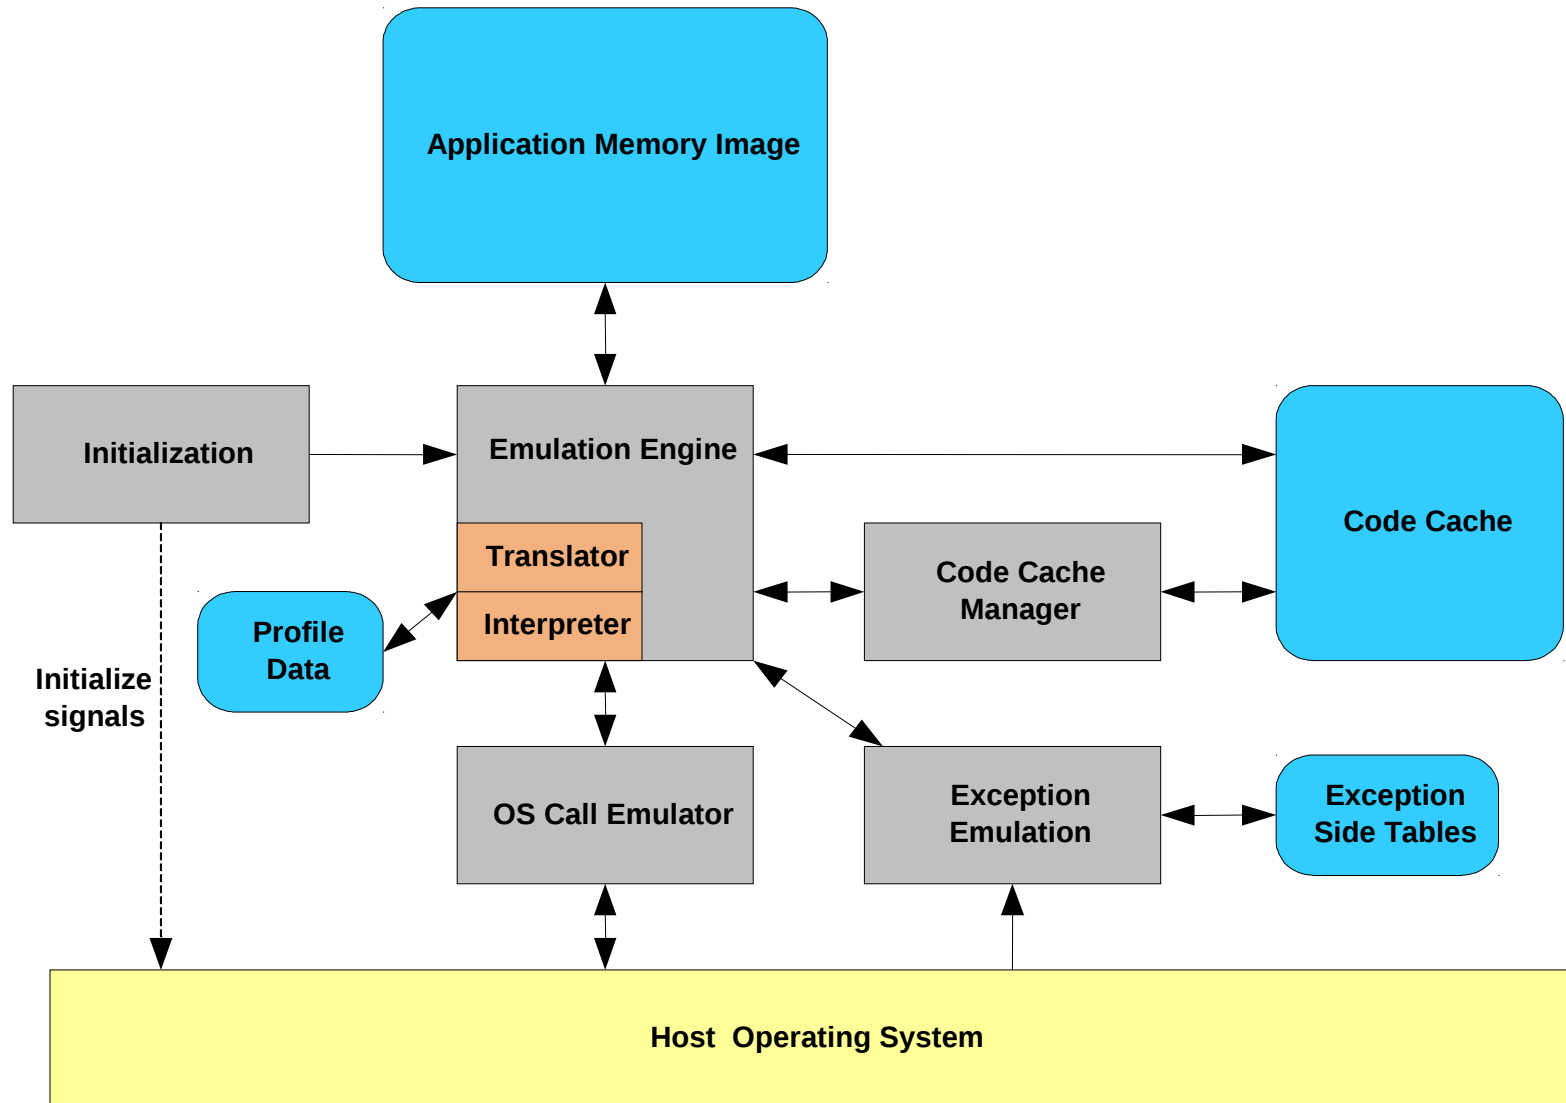 Application Memory Image
Initialization
Emulation Engine
Translator
Interpreter
Code Cache
Manager
Code Cache
Profile
Data
Initialize
signals
OS Call Emulator
Exception
Emulation
Exception
Side Tables
Host  Operating System